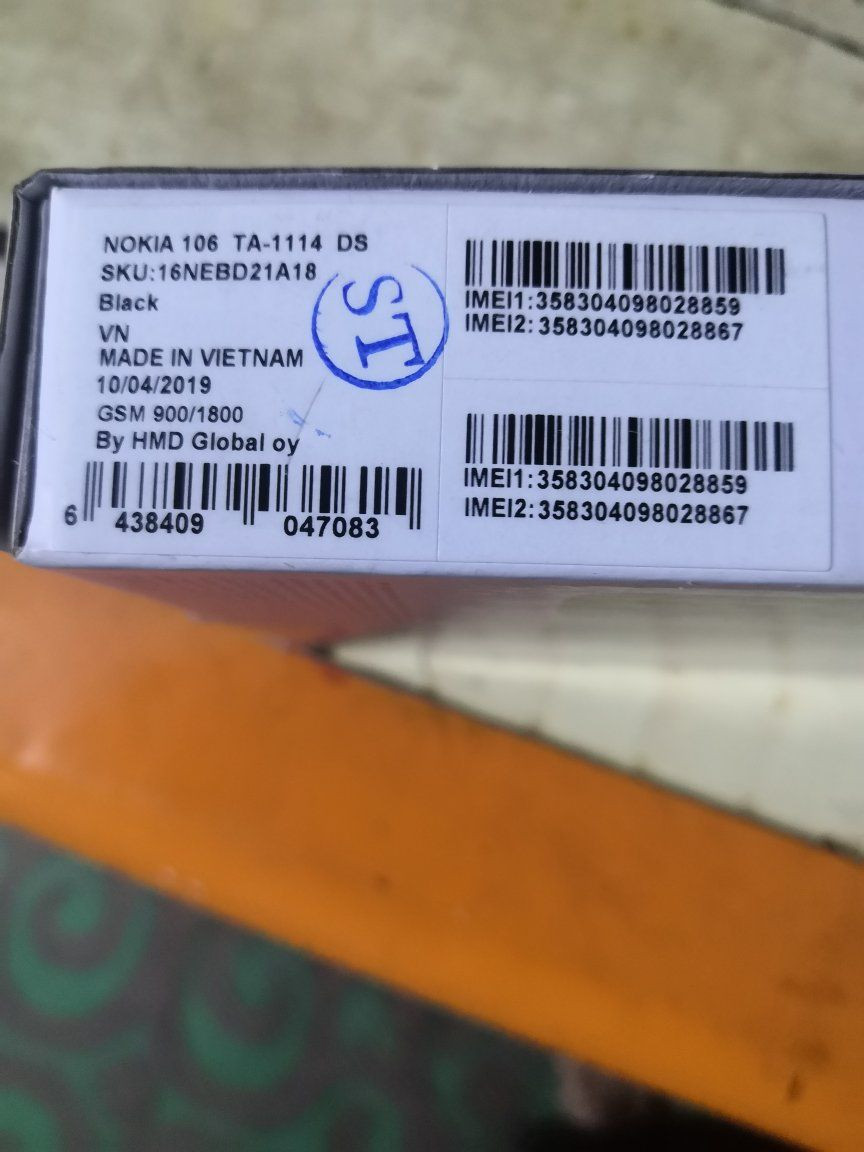 NOKIA 106 TA-1114 DS
SKU:16NEBD21A18
Black
VN
MADE IN VIETNAM
10/04/2019
GSM 900/1800
By HMD Global oy
6 438409 047083
ST
IMEI1:358304098028859
IMEI2:358304098028867
IMEI1:358304098028859
IMEI2:358304098028867